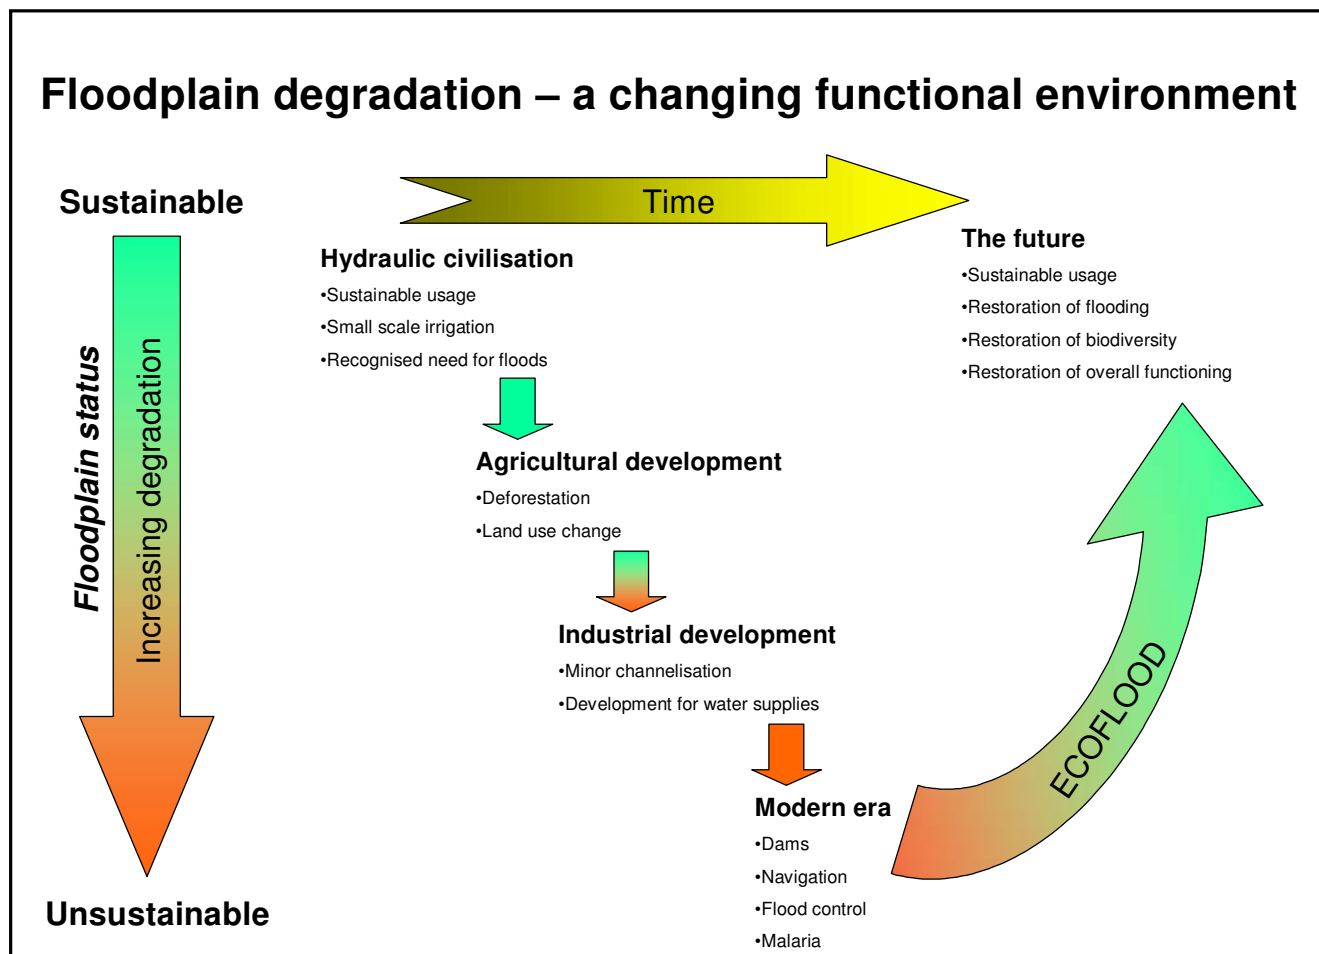 Floodplain degradation – a changing functional environment
Sustainable
Time
Hydraulic civilisation
•Sustainable usage
•Small scale irrigation
•Recognised need for floods
The future
•Sustainable usage
•Restoration of flooding
•Restoration of biodiversity
•Restoration of overall functioning
Floodplain status
Increasing degradation
Agricultural development
•Deforestation
•Land use change
Industrial development
•Minor channelisation
•Development for water supplies
ECOFLOOD
Modern era
•Dams
•Navigation
•Flood control
•Malaria
Unsustainable